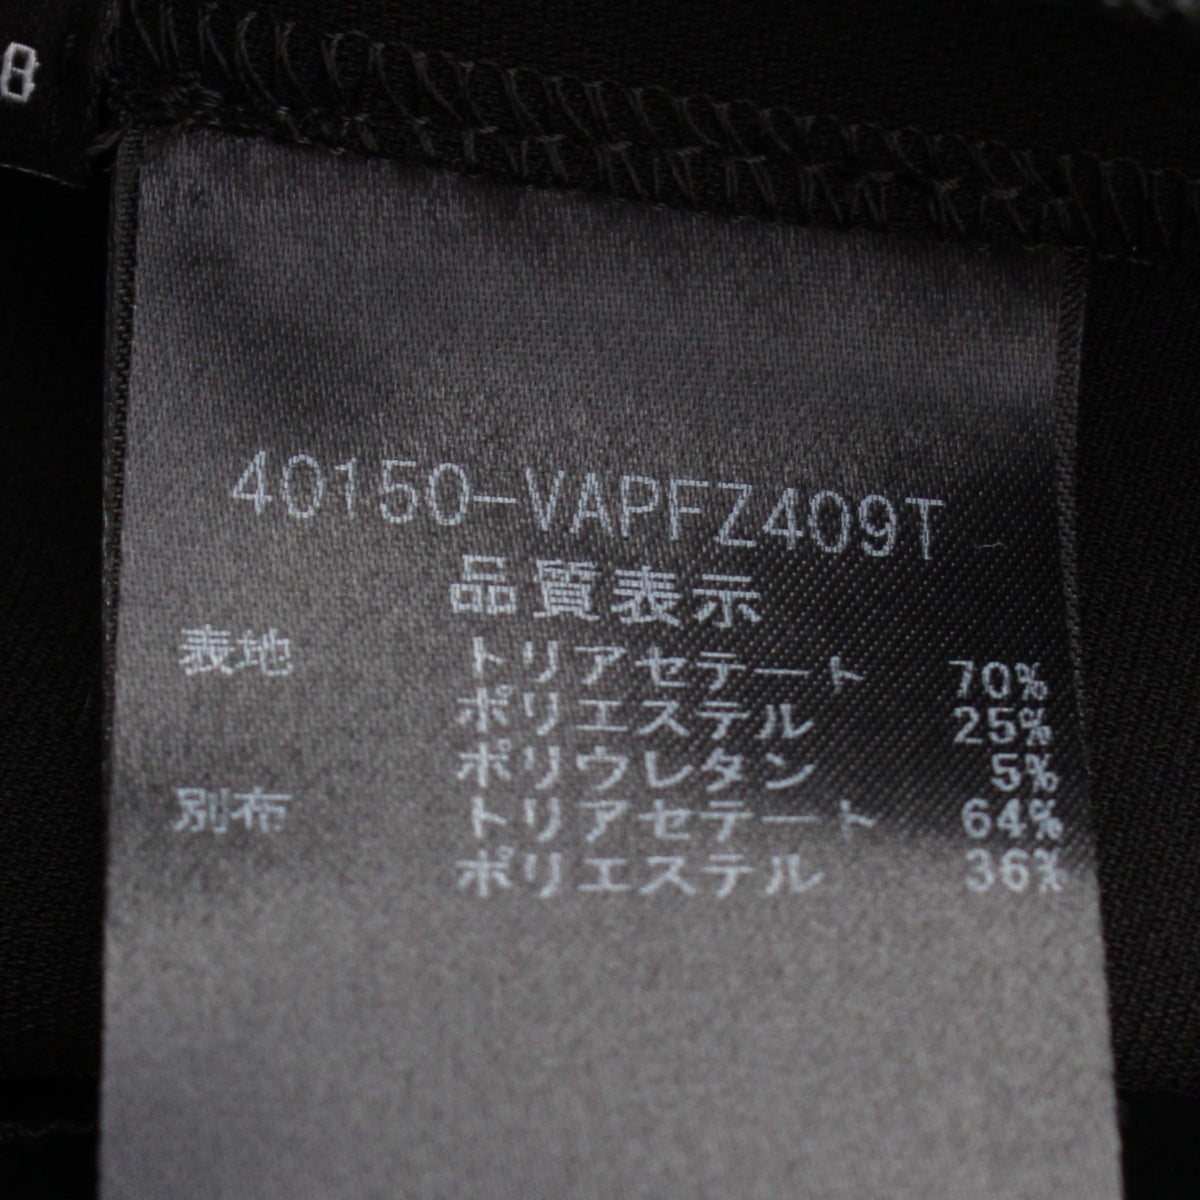 8
40150-VAPFZ409T
品質表示
表地 トリアセテート 70%
ポリエステル 25%
ポリウレタン 5%
別布 トリアセテート 64%
ポリエステル 36%